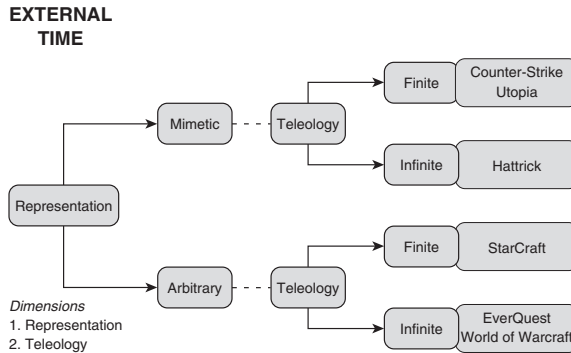 EXTERNAL
TIME
Finite
Counter-Strike
Utopia
Mimetic
Teleology
Infinite
Hattrick
Representation
Finite
StarCraft
Arbitrary
Teleology
Infinite
EverQuest
World of Warcraft
Dimensions
1. Representation
2. Teleology